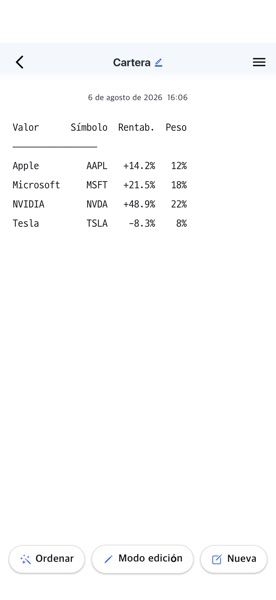 Cartera
6 de agosto de 2026 16:06
Valor Símbolo Rentab. Peso
————————————————
Apple AAPL +14.2% 12%
Microsoft MSFT +21.5% 18%
NVIDIA NVDA +48.9% 22%
Tesla TSLA −8.3% 8%
Ordenar Modo edición Nueva